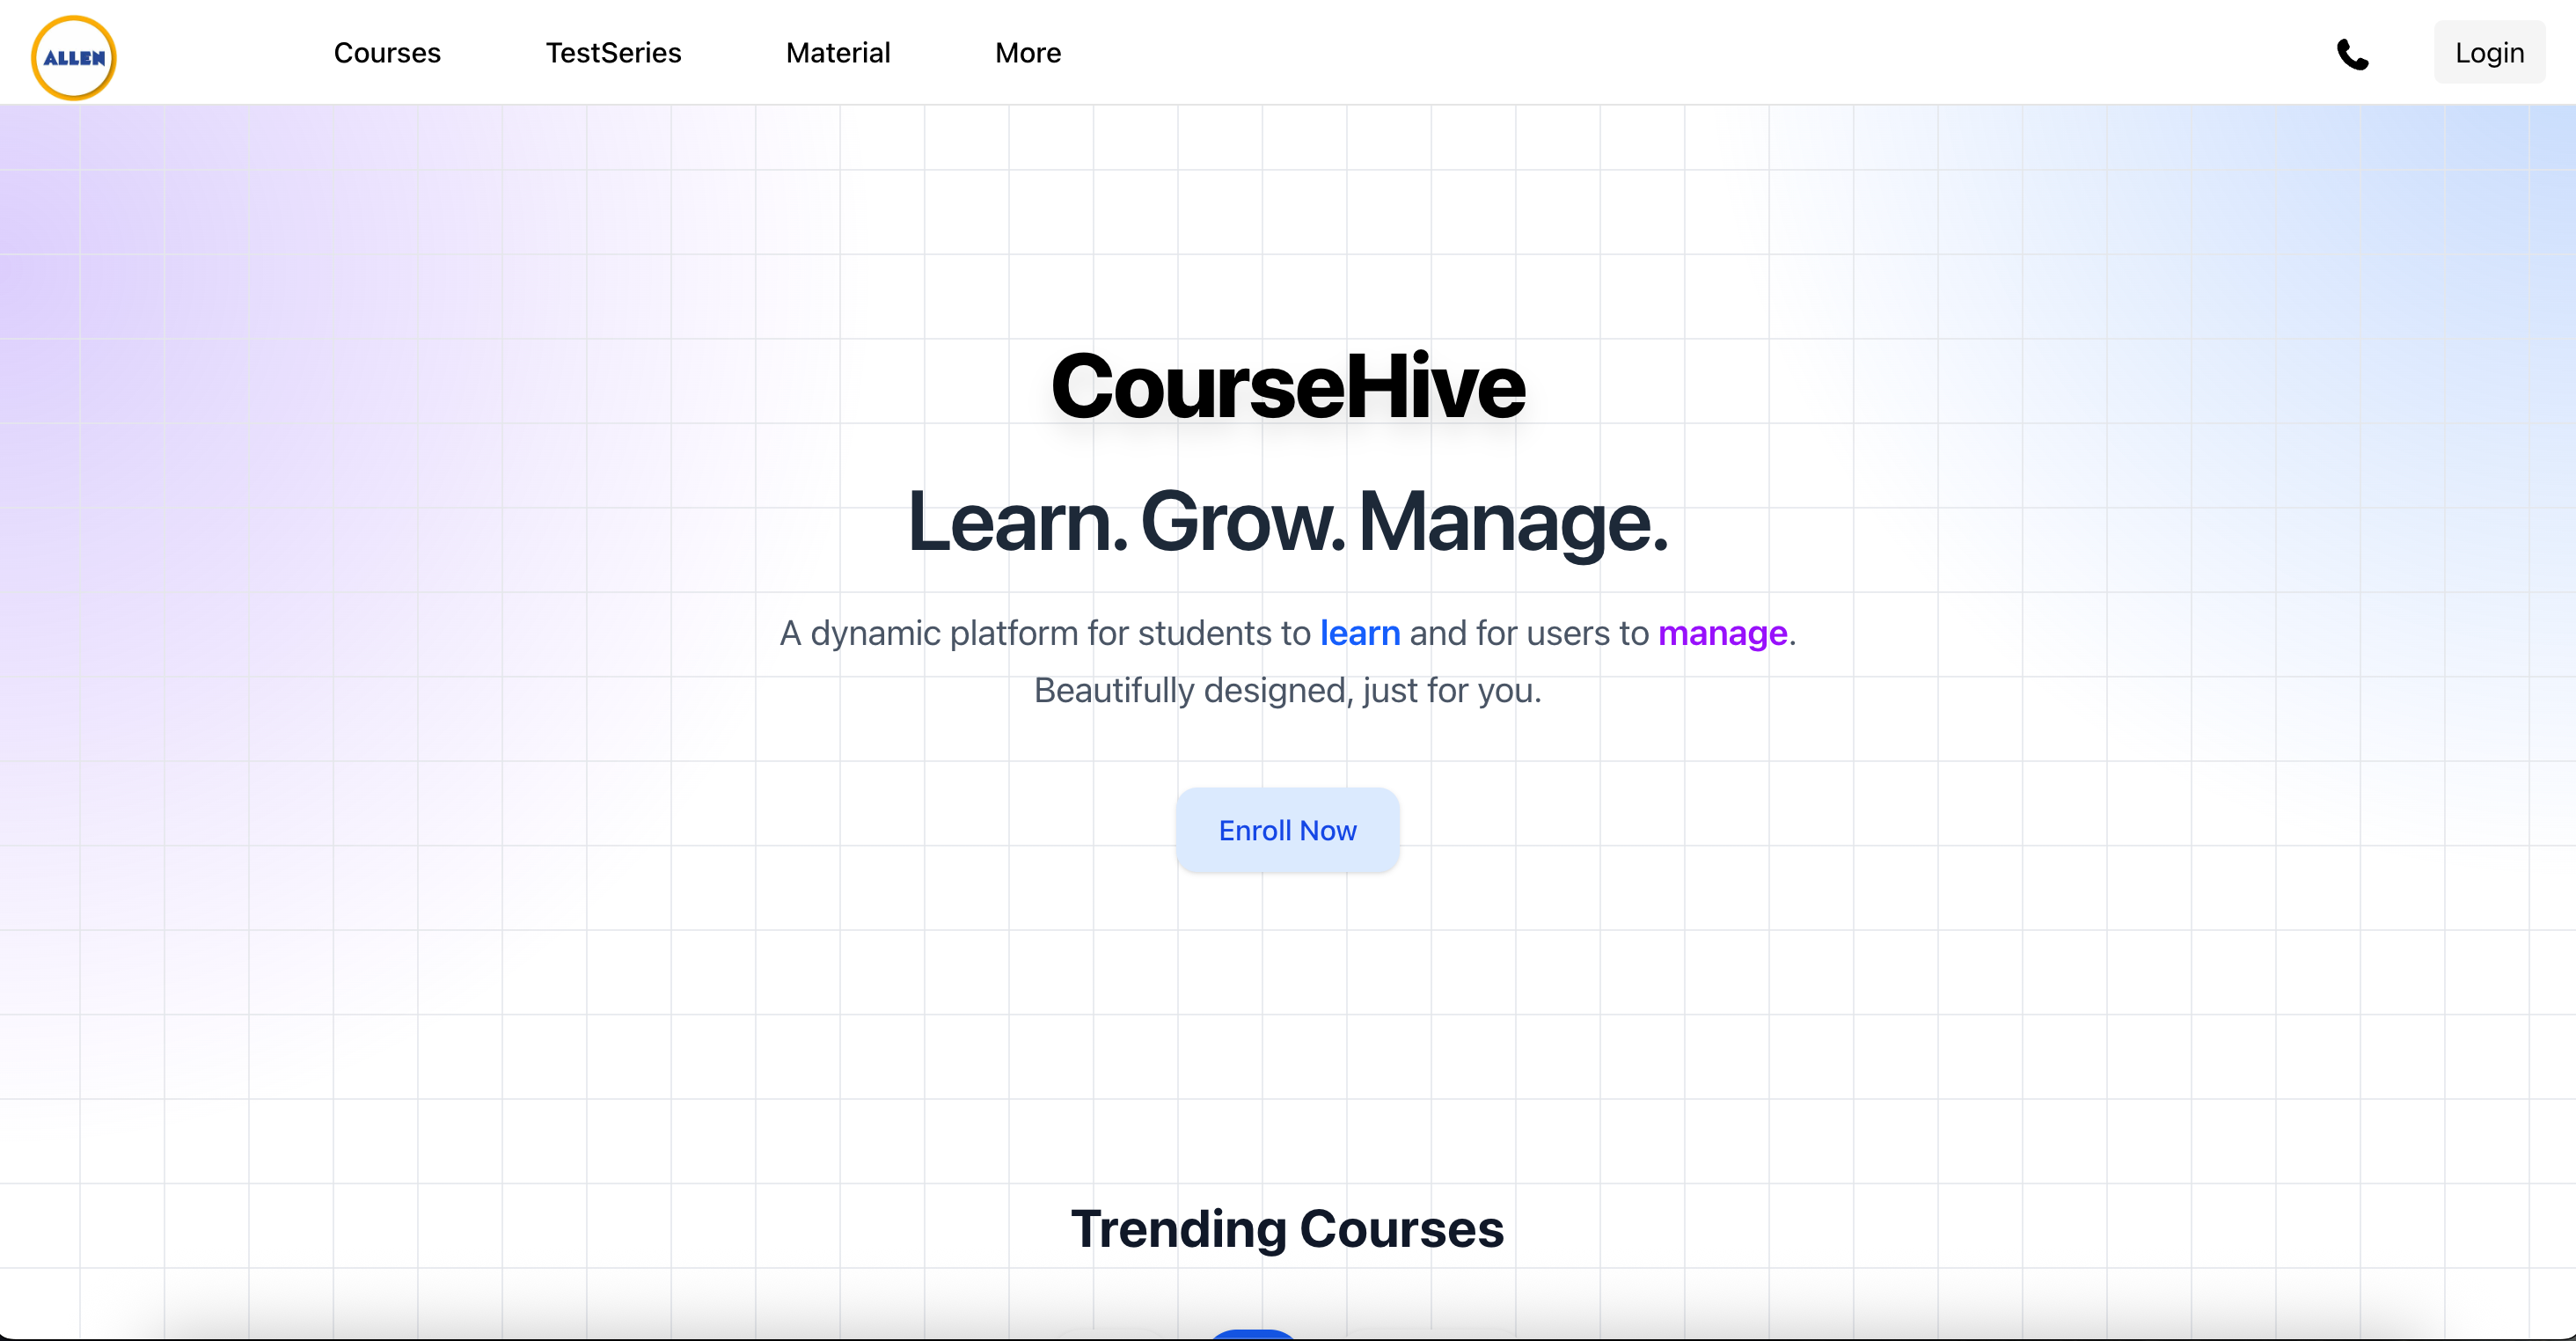 ALLEN
Courses TestSeries Material More Login
CourseHive
Learn. Grow. Manage.
A dynamic platform for students to learn and for users to manage.
Beautifully designed, just for you.
Enroll Now
Trending Courses